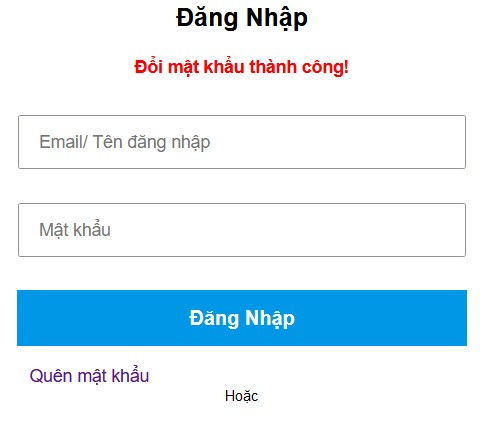 Đăng Nhập
Đổi mật khẩu thành công!
Email/ Tên đăng nhập
Mật khẩu
Đăng Nhập
Quên mật khẩu
Hoặc